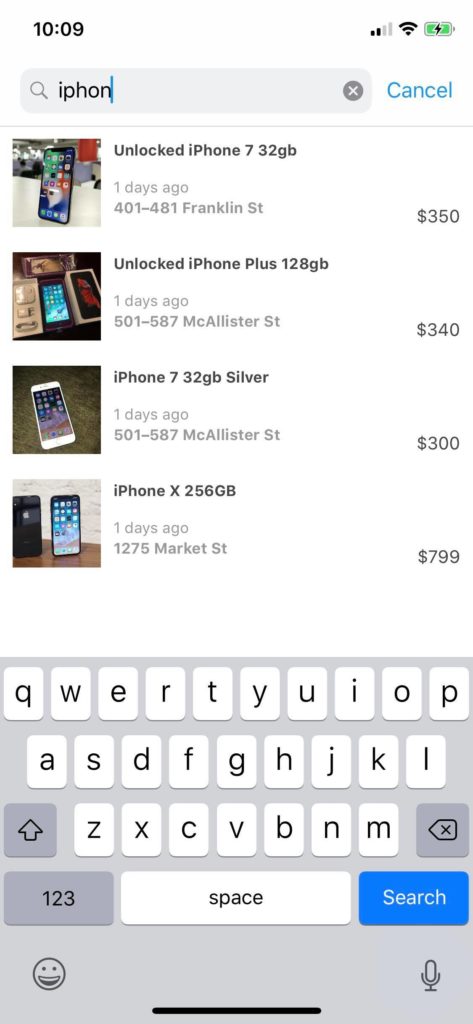 10:09
iphon
Cancel
Unlocked iPhone 7 32gb
1 days ago
401–481 Franklin St
$350
Unlocked iPhone Plus 128gb
1 days ago
501–587 McAllister St
$340
iPhone 7 32gb Silver
1 days ago
501–587 McAllister St
$300
iPhone X 256GB
1 days ago
1275 Market St
$799
q w e r t y u i o p
a s d f g h j k l
z x c v b n m
123 space Search